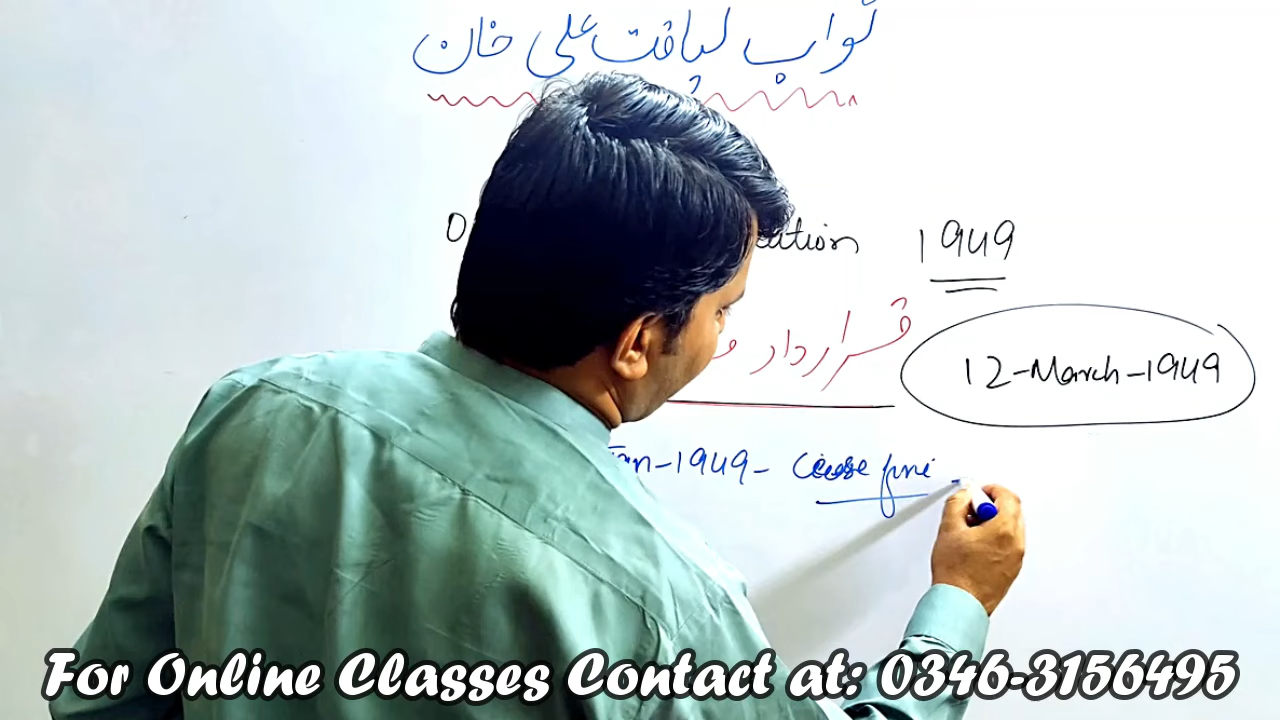 نواب لیاقت علی خان
1949
قرارداد
12-March-1949
Jan-1949- Cease fire
For Online Classes Contact at: 0346-3156495